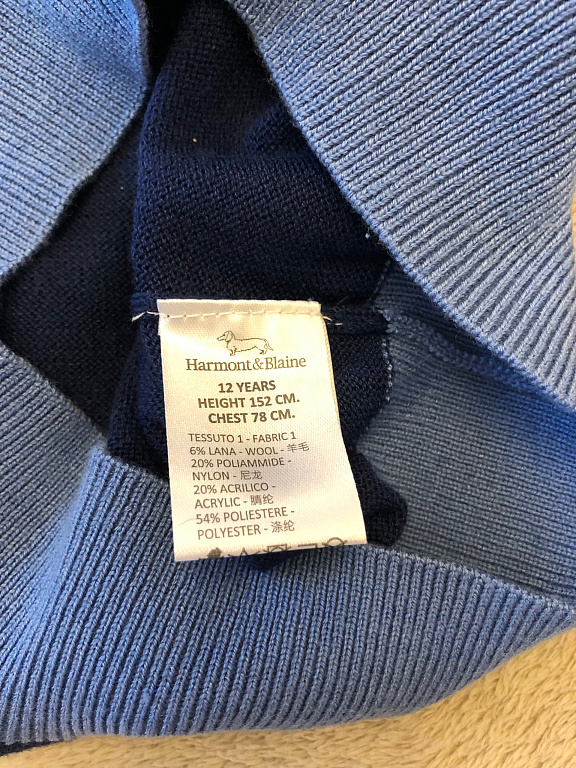 Harmont&Blaine
12 YEARS
HEIGHT 152 CM.
CHEST 78 CM.
TESSUTO 1 - FABRIC 1
6% LANA - WOOL - 羊毛
20% POLIAMMIDE -
NYLON - 尼龙
20% ACRILICO -
ACRYLIC - 腈纶
54% POLIESTERE -
POLYESTER - 涤纶